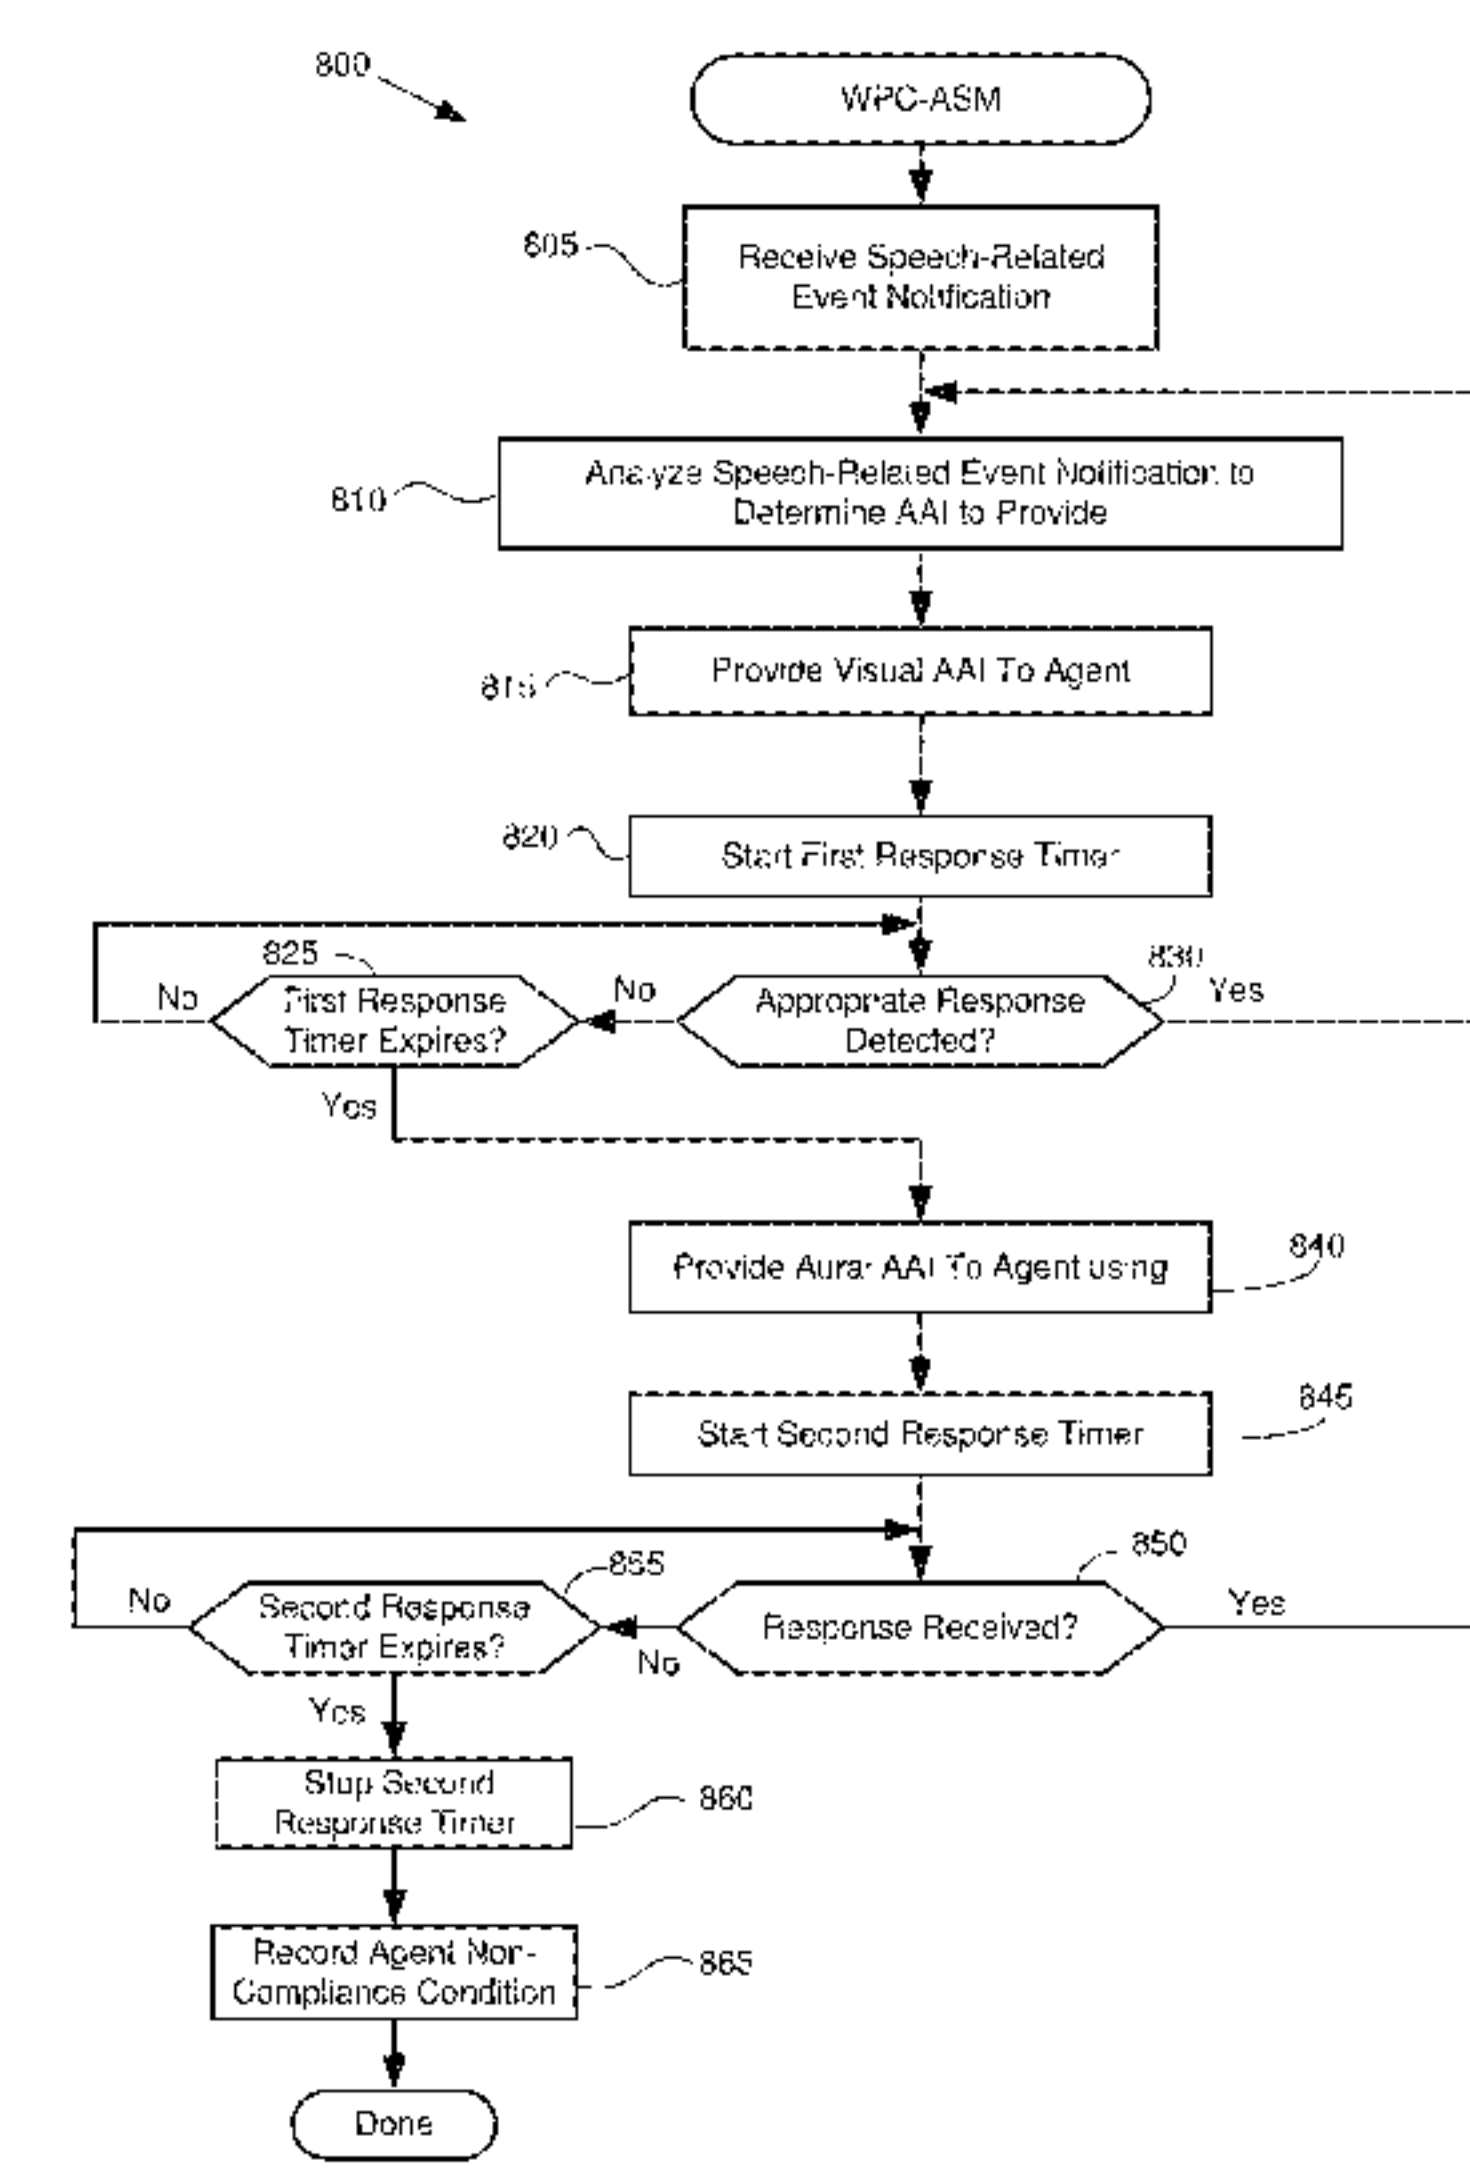 800
WPC-ASM
805
Receive Speech-Related
Event Notification
810
Analyze Speech-Related Event Notification to
Determine AAI to Provide
815
Provide Visual AAI To Agent
820
Start First Response Timer
825
830
No
First Response
Timer Expires?
No
Appropriate Response
Detected?
Yes
Yes
840
Provide Aural AAI To Agent using
845
Start Second Response Timer
850
855
No
Second Response
Timer Expires?
No
Response Received?
Yes
Yes
Stop Second
Response Timer
860
Record Agent Non-
Compliance Condition
865
Done